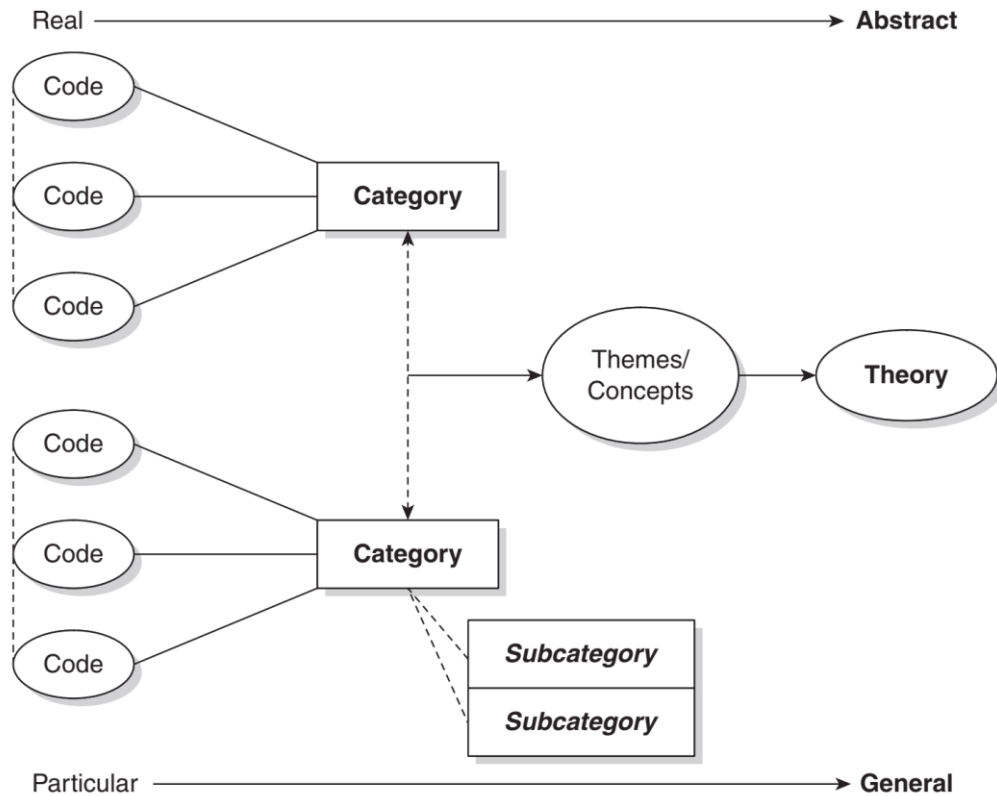 Real
Abstract
Code
Code
Category
Code
Themes/
Concepts
Theory
Code
Code
Category
Code
Subcategory
Subcategory
Particular
General